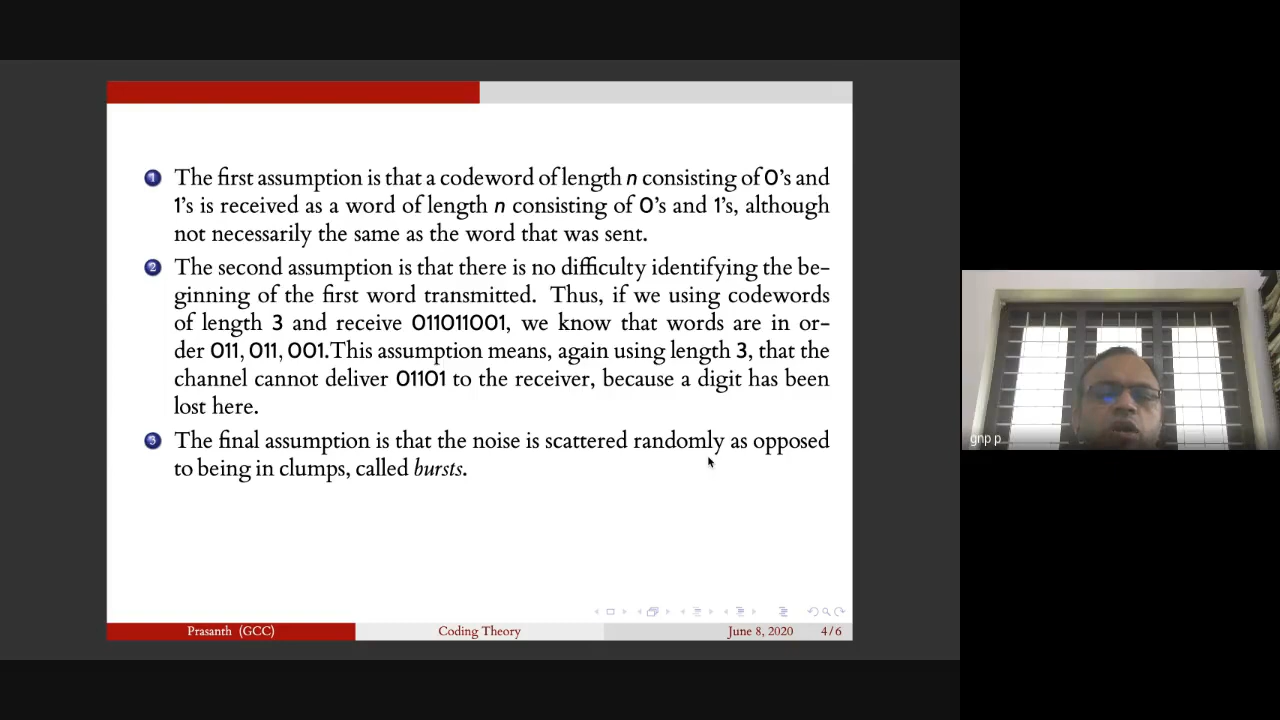 1 The first assumption is that a codeword of length n consisting of 0's and
1's is received as a word of length n consisting of 0's and 1's, although
not necessarily the same as the word that was sent.
2 The second assumption is that there is no difficulty identifying the be-
ginning of the first word transmitted. Thus, if we using codewords
of length 3 and receive 011011001, we know that words are in or-
der 011, 011, 001.This assumption means, again using length 3, that the
channel cannot deliver 01101 to the receiver, because a digit has been
lost here.
3 The final assumption is that the noise is scattered randomly as opposed
to being in clumps, called bursts.
gnp p
Prasanth (GCC) Coding Theory June 8, 2020 4/6